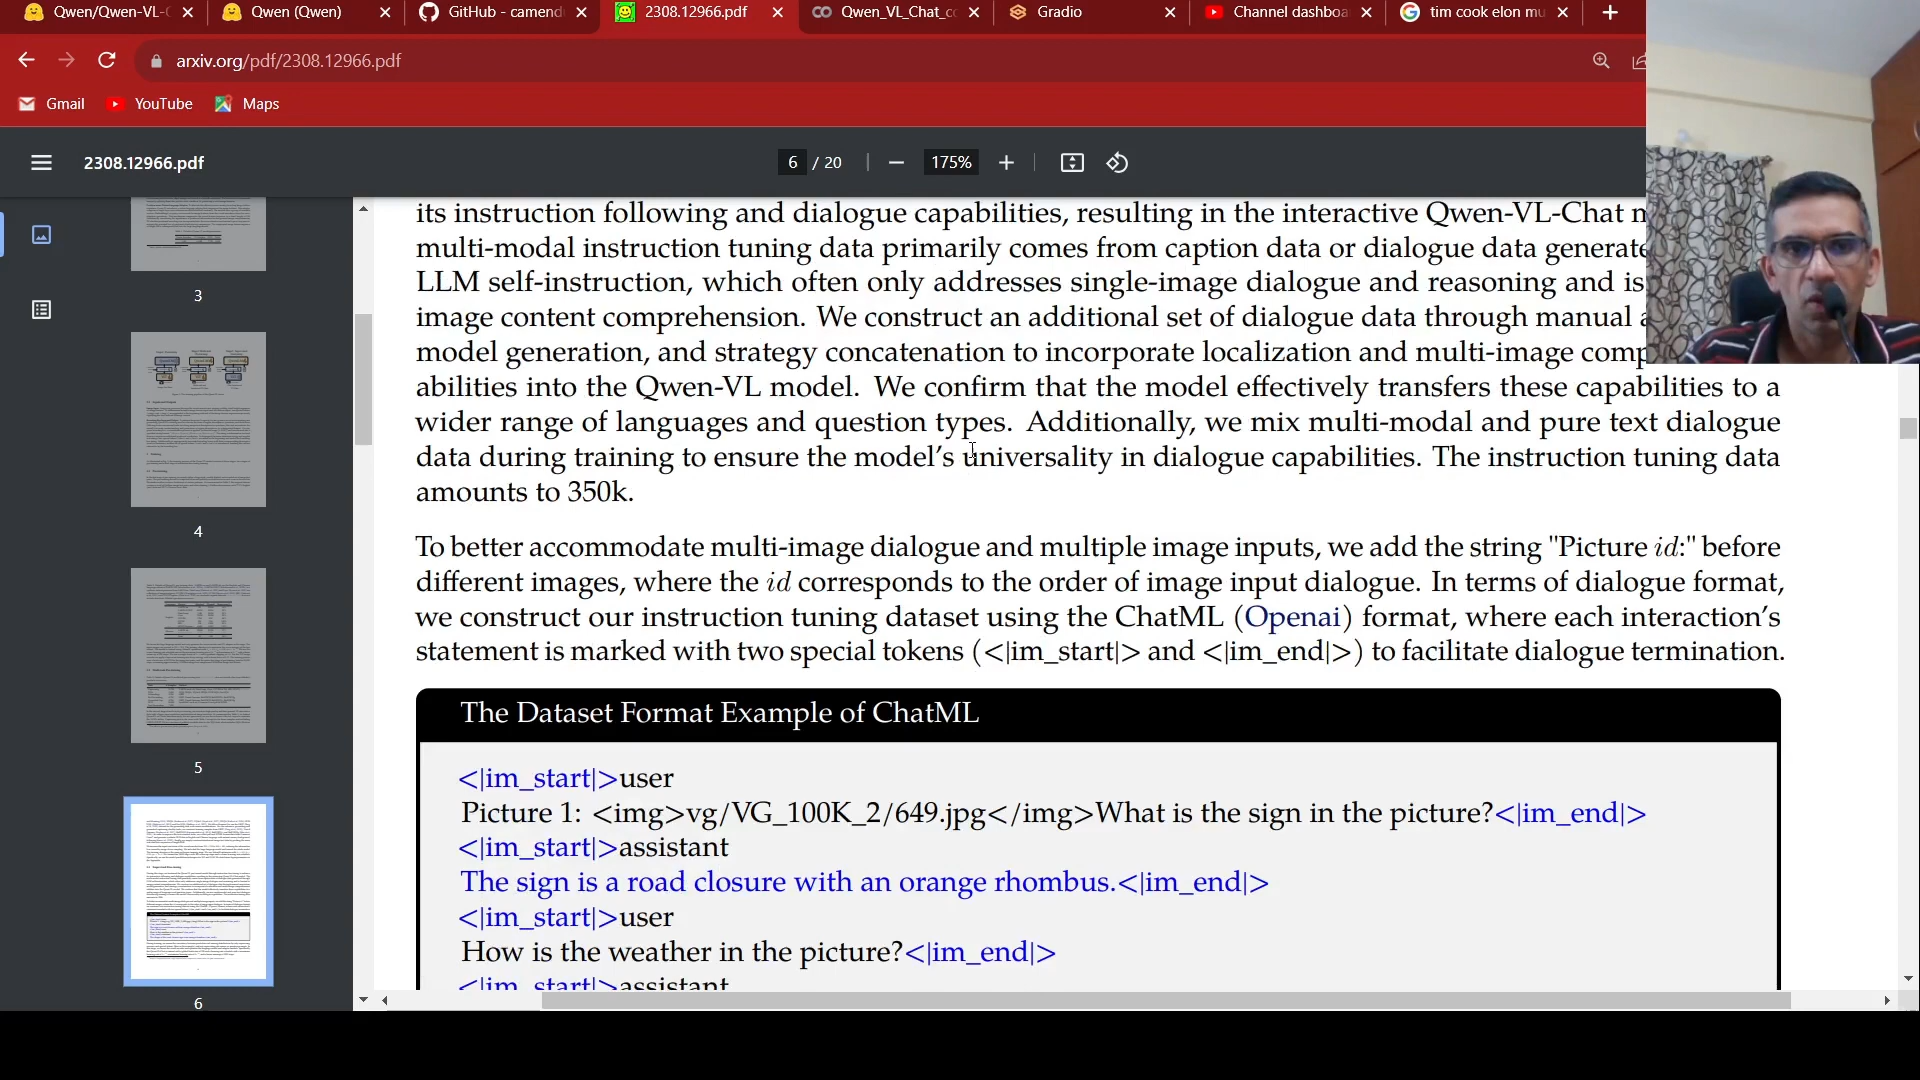 Qwen/Qwen-VL-C
Qwen (Qwen)
GitHub - camend
2308.12966.pdf
Qwen_VL_Chat_co
Gradio
Channel dashboa
tim cook elon mu
arxiv.org/pdf/2308.12966.pdf
Gmail
YouTube
Maps
2308.12966.pdf
6 / 20
175%
3
4
5
6
its instruction following and dialogue capabilities, resulting in the interactive Qwen-VL-Chat m
multi-modal instruction tuning data primarily comes from caption data or dialogue data generate
LLM self-instruction, which often only addresses single-image dialogue and reasoning and is
image content comprehension. We construct an additional set of dialogue data through manual a
model generation, and strategy concatenation to incorporate localization and multi-image comp
abilities into the Qwen-VL model. We confirm that the model effectively transfers these capabilities to a
wider range of languages and question types. Additionally, we mix multi-modal and pure text dialogue
data during training to ensure the model's universality in dialogue capabilities. The instruction tuning data
amounts to 350k.
To better accommodate multi-image dialogue and multiple image inputs, we add the string "Picture id:" before
different images, where the id corresponds to the order of image input dialogue. In terms of dialogue format,
we construct our instruction tuning dataset using the ChatML (Openai) format, where each interaction's
statement is marked with two special tokens (<|im_start|> and <|im_end|>) to facilitate dialogue termination.
The Dataset Format Example of ChatML
<|im_start|>user
Picture 1: <img>vg/VG_100K_2/649.jpg</img>What is the sign in the picture?<|im_end|>
<|im_start|>assistant
The sign is a road closure with an orange rhombus.<|im_end|>
<|im_start|>user
How is the weather in the picture?<|im_end|>
<|im_start|>assistant